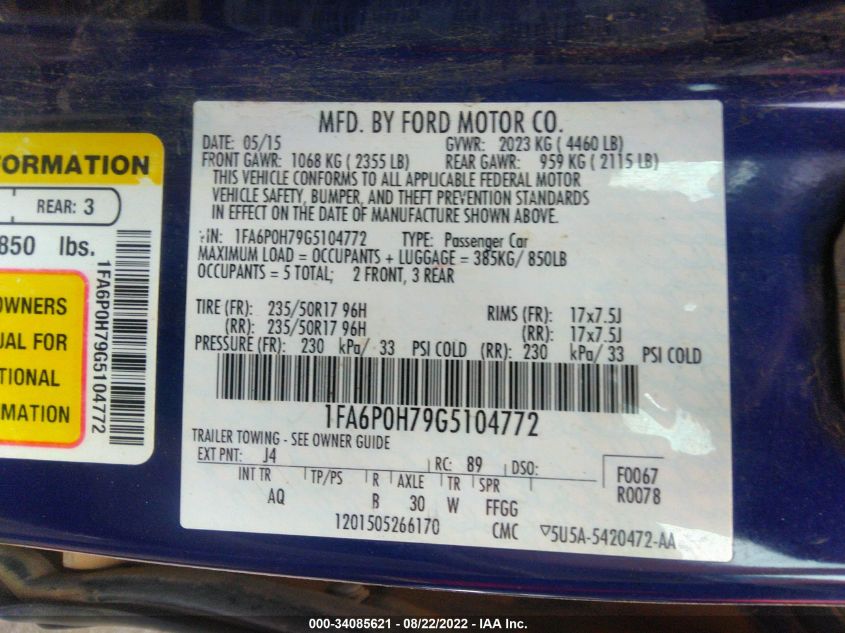 MFD. BY FORD MOTOR CO.
DATE: 05/15 GVWR: 2023 KG ( 4460 LB)
FRONT GAWR: 1068 KG ( 2355 LB) REAR GAWR: 959 KG ( 2115 LB)
THIS VEHICLE CONFORMS TO ALL APPLICABLE FEDERAL MOTOR
VEHICLE SAFETY, BUMPER, AND THEFT PREVENTION STANDARDS
IN EFFECT ON THE DATE OF MANUFACTURE SHOWN ABOVE.
VIN: 1FA6P0H79G5104772 TYPE: Passenger Car
MAXIMUM LOAD = OCCUPANTS + LUGGAGE = 385KG/ 850LB
OCCUPANTS = 5 TOTAL; 2 FRONT, 3 REAR
TIRE (FR): 235/50R17 96H RIMS (FR): 17x7.5J
(RR): 235/50R17 96H (RR): 17x7.5J
PRESSURE (FR): 230 kPa/ 33 PSI COLD (RR): 230 kPa/ 33 PSI COLD
1FA6P0H79G5104772
TRAILER TOWING - SEE OWNER GUIDE
EXT PNT: J4 RC: 89 DSO: F0067
INT TR TP/PS R AXLE TR SPR R0078
AQ B 30 W FFGG
1201505266170 CMC 5U5A-5420472-AA
FORMATION
REAR: 3
850 lbs.
OWNERS
UAL FOR
TIONAL
MATION
1FA6P0H79G5104772
000-34085621 - 08/22/2022 - IAA Inc.